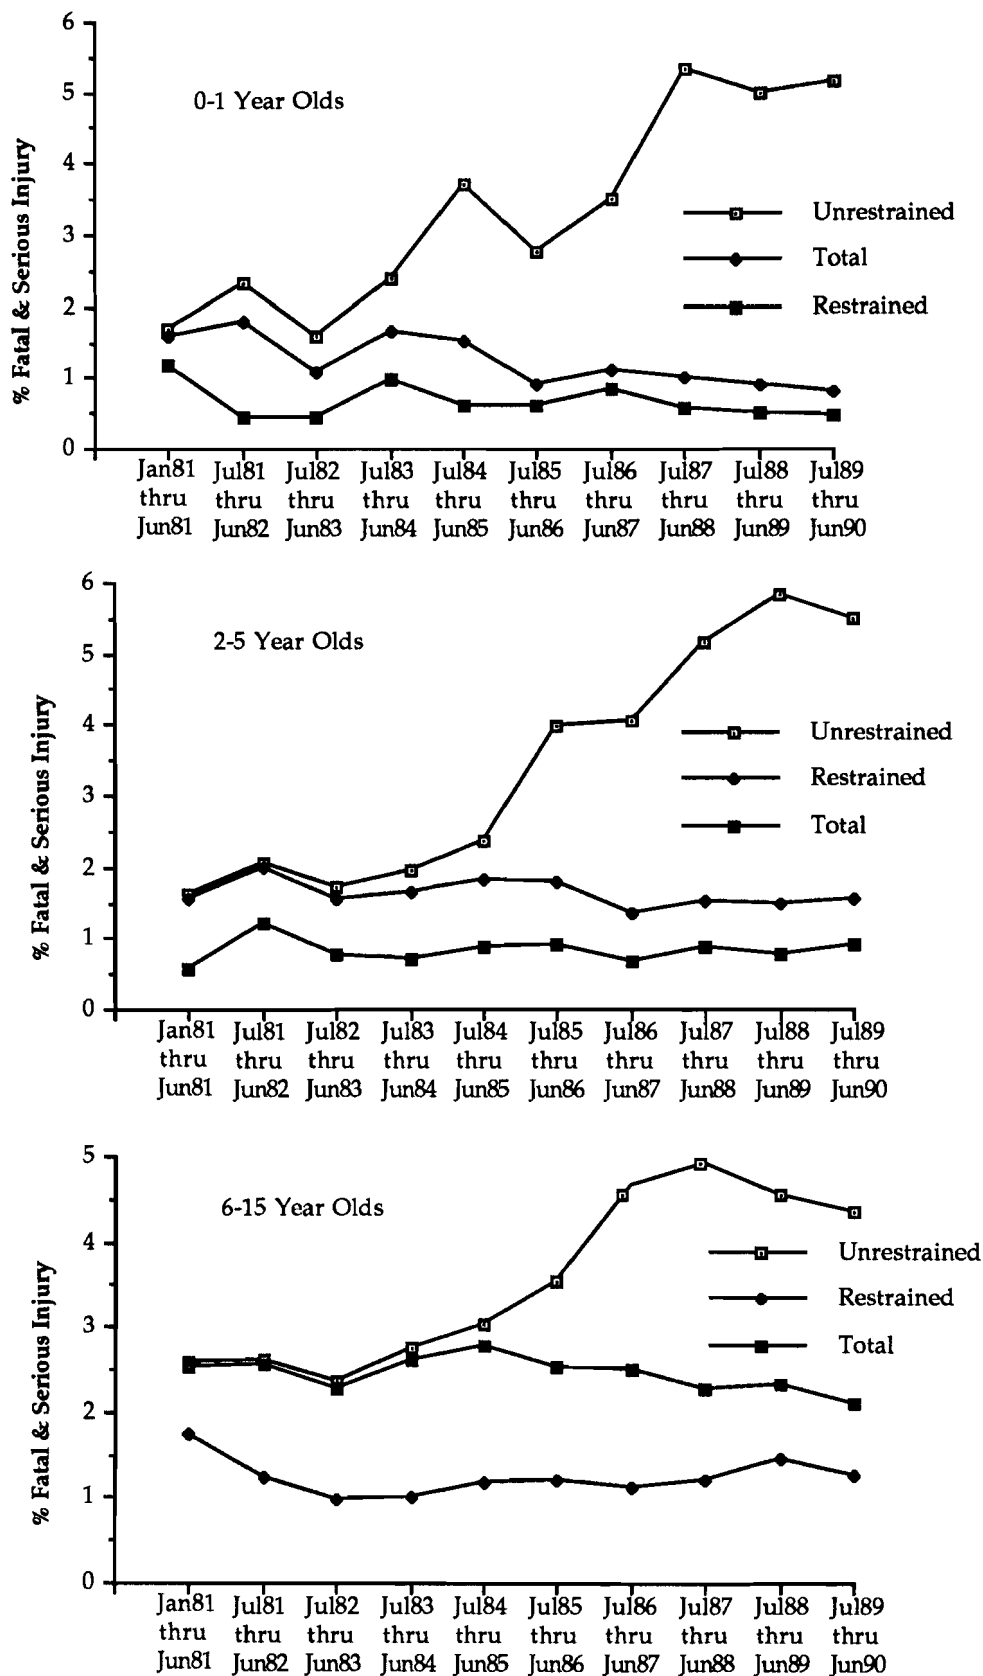 6
5
4
3
2
1
0
% Fatal & Serious Injury
0-1 Year Olds
Unrestrained
Total
Restrained
Jan81 Jul81 Jul82 Jul83 Jul84 Jul85 Jul86 Jul87 Jul88 Jul89
thru thru thru thru thru thru thru thru thru thru
Jun81 Jun82 Jun83 Jun84 Jun85 Jun86 Jun87 Jun88 Jun89 Jun90
6
5
4
3
2
1
0
% Fatal & Serious Injury
2-5 Year Olds
Unrestrained
Restrained
Total
Jan81 Jul81 Jul82 Jul83 Jul84 Jul85 Jul86 Jul87 Jul88 Jul89
thru thru thru thru thru thru thru thru thru thru
Jun81 Jun82 Jun83 Jun84 Jun85 Jun86 Jun87 Jun88 Jun89 Jun90
5
4
3
2
1
0
% Fatal & Serious Injury
6-15 Year Olds
Unrestrained
Restrained
Total
Jan81 Jul81 Jul82 Jul83 Jul84 Jul85 Jul86 Jul87 Jul88 Jul89
thru thru thru thru thru thru thru thru thru thru
Jun81 Jun82 Jun83 Jun84 Jun85 Jun86 Jun87 Jun88 Jun89 Jun90